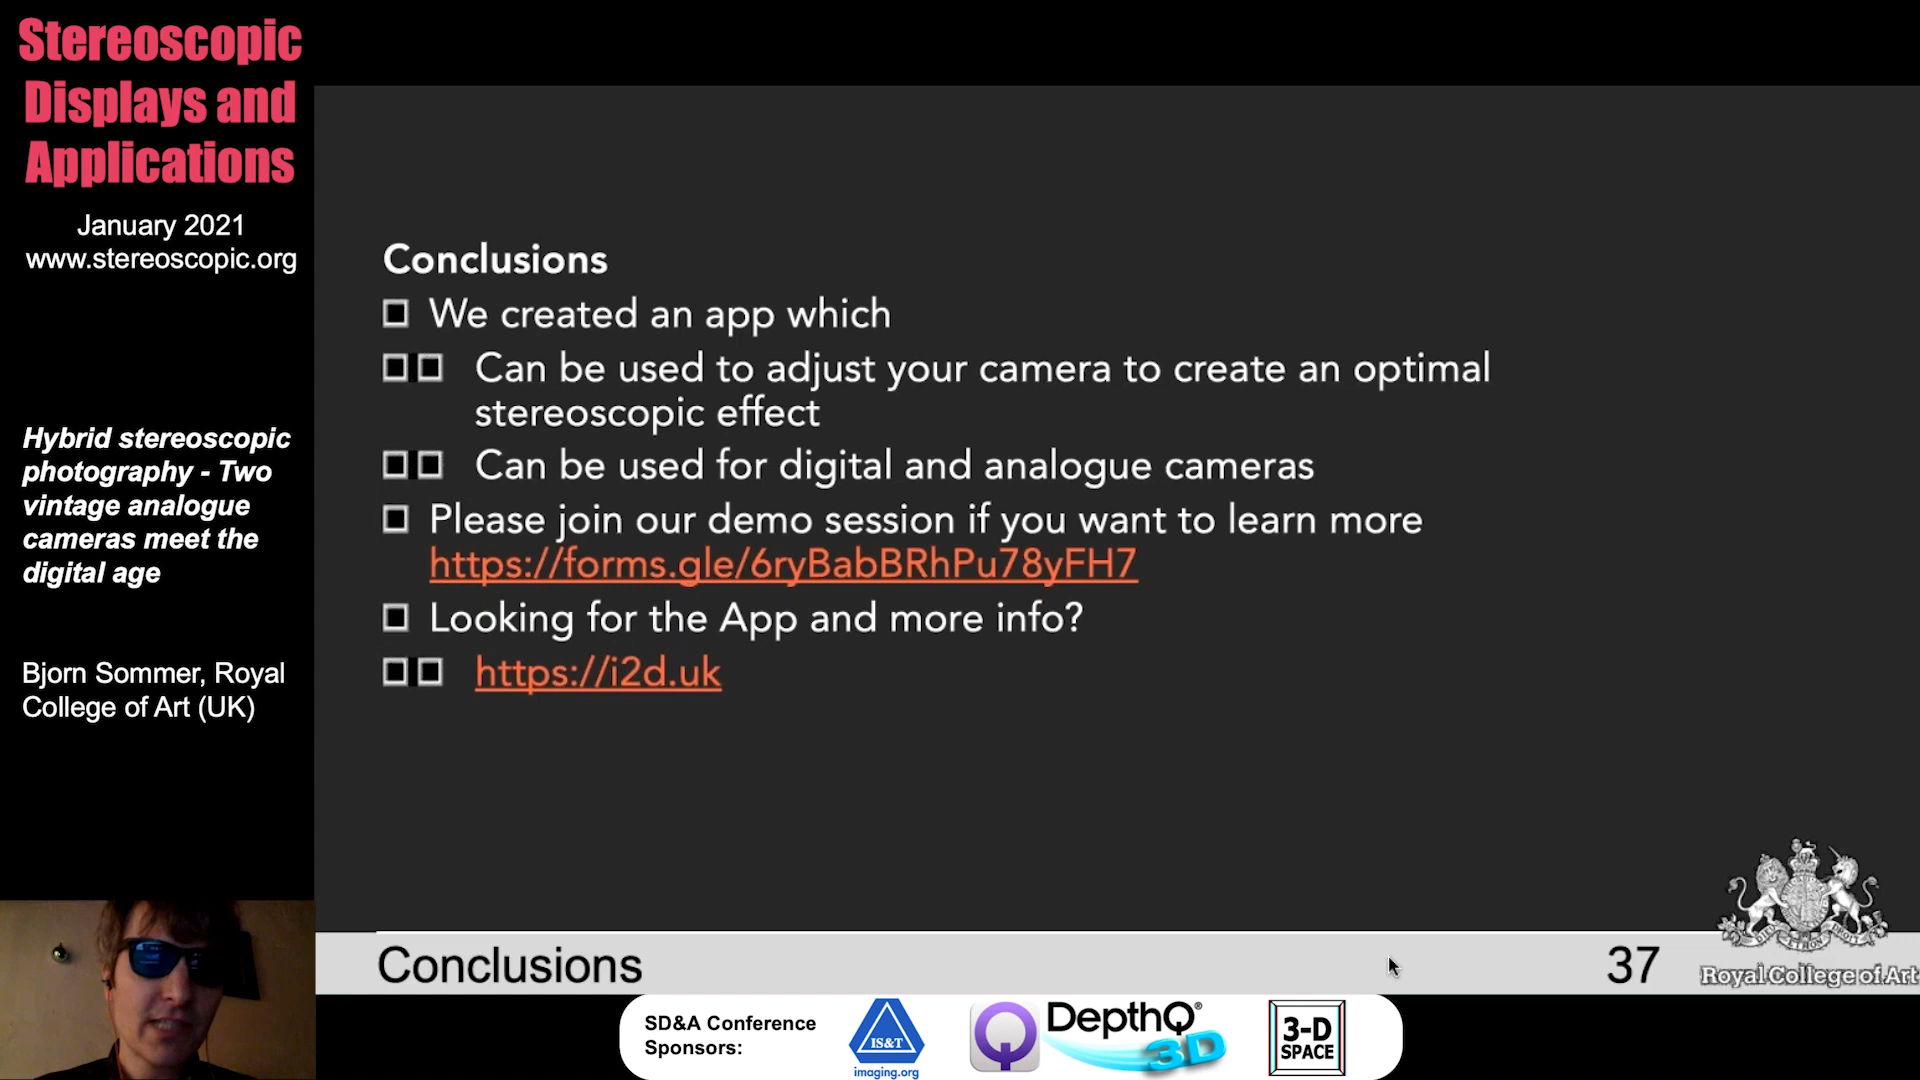 Stereoscopic
Displays and
Applications
January 2021
www.stereoscopic.org
Hybrid stereoscopic
photography - Two
vintage analogue
cameras meet the
digital age
Bjorn Sommer, Royal
College of Art (UK)
Conclusions
We created an app which
Can be used to adjust your camera to create an optimal
stereoscopic effect
Can be used for digital and analogue cameras
Please join our demo session if you want to learn more
https://forms.gle/6ryBabBRhPu78yFH7
Looking for the App and more info?
https://i2d.uk
Conclusions
37
Royal College of Art
SD&A Conference
Sponsors:
IS&T
imaging.org
DepthQ®
3D
3-D
SPACE